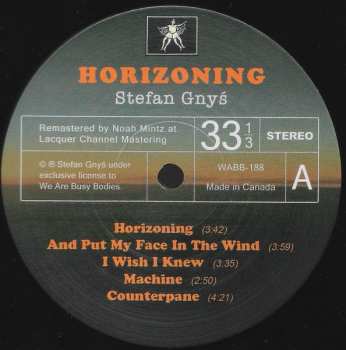 HORIZONING
Stefan Gnyś
Remastered by Noah Mintz at
Lacquer Channel Mastering
33 1/3
STEREO
© ℗ Stefan Gnyś under
exclusive license to
We Are Busy Bodies.
WABB-188
Made in Canada
A
Horizoning (3:42)
And Put My Face In The Wind (3:59)
I Wish I Knew (3:35)
Machine (2:50)
Counterpane (4:21)